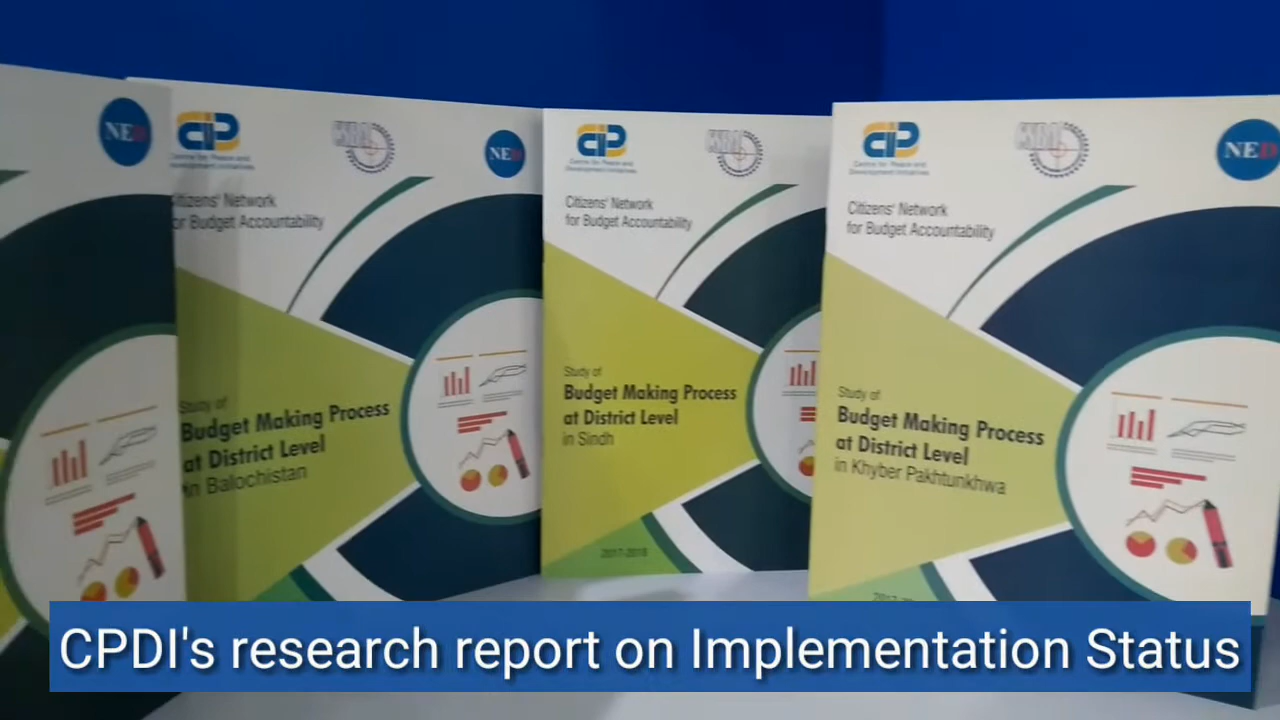 NED
Centre for Peace and
Development Initiatives
CNBA
NED
Citizens' Network
for Budget Accountability
Study of
Budget Making Process
at District Level
in Balochistan
Centre for Peace and
Development Initiatives
Citizens' Network
for Budget Accountability
Study of
Budget Making Process
at District Level
in Sindh
2017-2018
Centre for Peace and
Development Initiatives
NED
Citizens' Network
for Budget Accountability
Study of
Budget Making Process
at District Level
in Khyber Pakhtunkhwa
CPDI's research report on Implementation Status